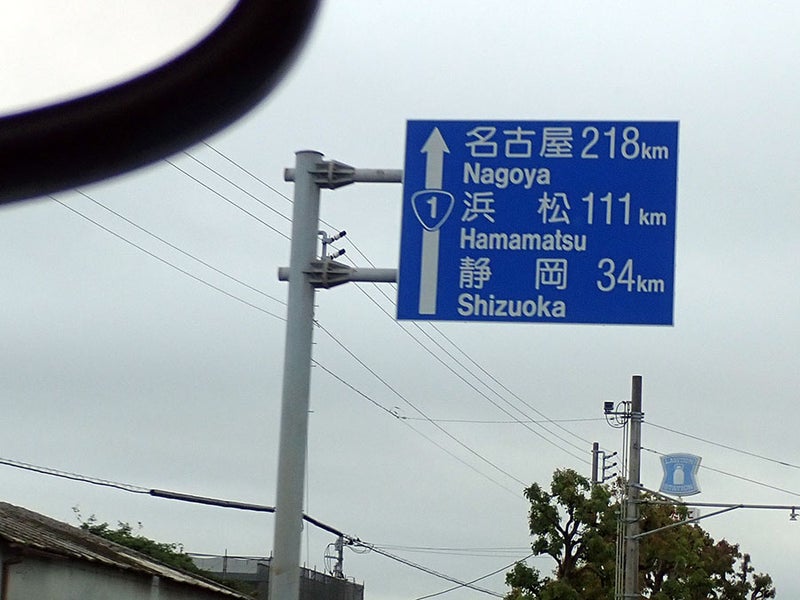 名古屋 218km
Nagoya
1
浜 松 111km
Hamamatsu
静 岡 34km
Shizuoka